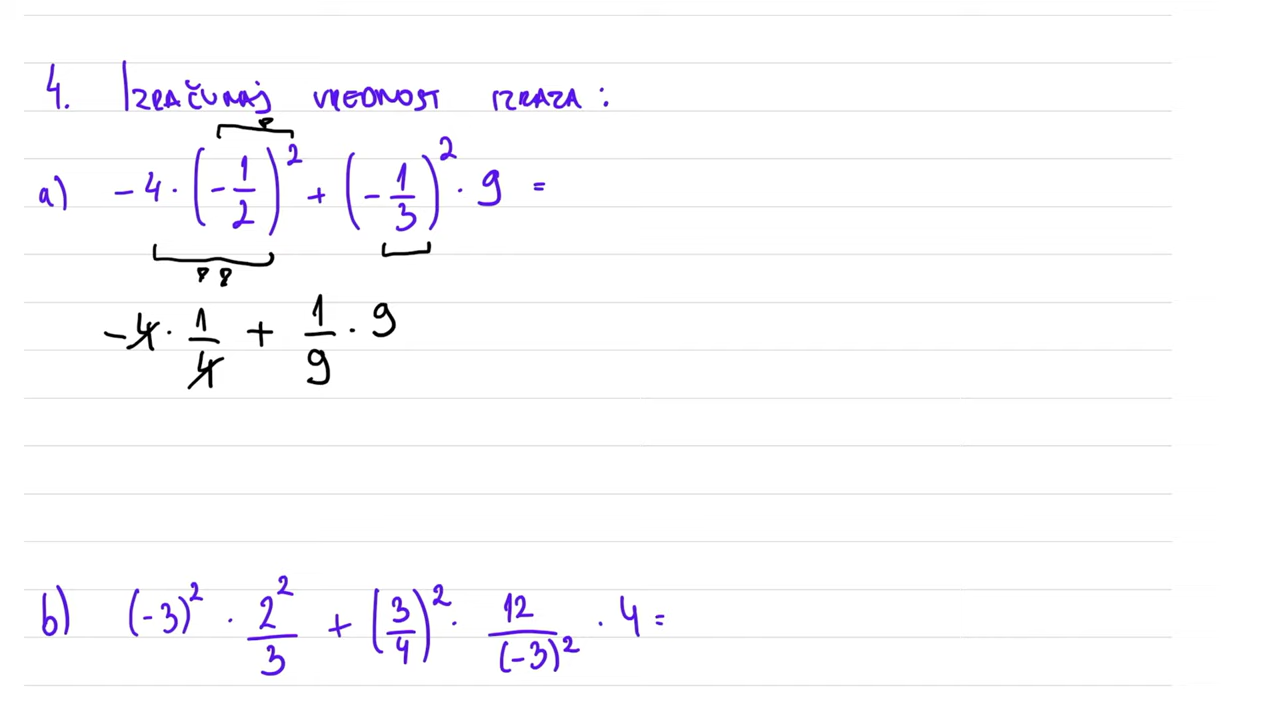 4. IZRAČUNAJ VREDNOST IZRAZA:
a) -4 · (-1/2)² + (-1/3)² · 9 =
-4 · 1/4 + 1/9 · 9
b) (-3)² · 2²/3 + (3/4)² · 12/(-3)² · 4 =